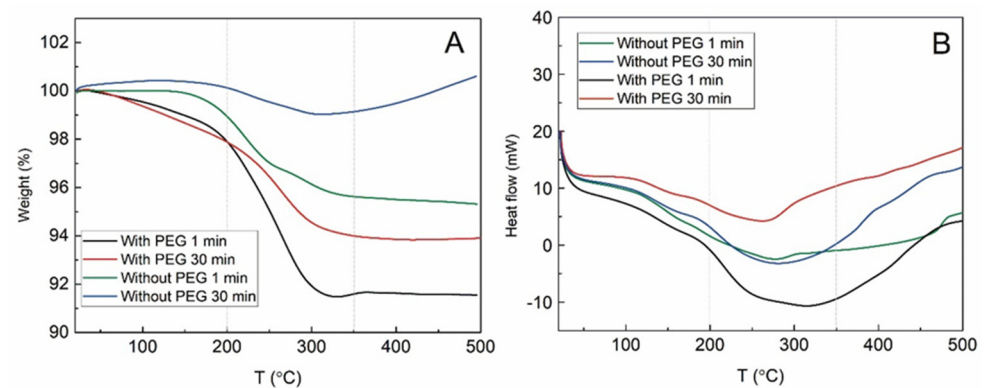 A
102
100
98
96
94
92
90
Weight (%)
With PEG 1 min
With PEG 30 min
Without PEG 1 min
Without PEG 30 min
100 200 300 400 500
T (°C)
B
40
30
20
10
0
-10
Heat flow (mW)
Without PEG 1 min
Without PEG 30 min
With PEG 1 min
With PEG 30 min
100 200 300 400 500
T (°C)